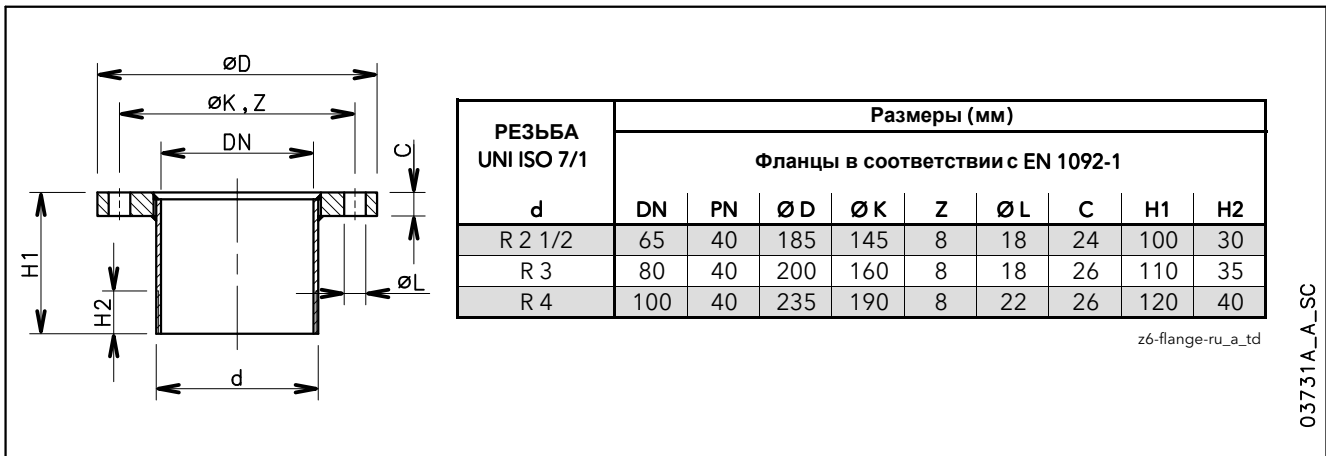 øD
øK , Z
DN
C
H1
H2
øL
d
РЕЗЬБА
UNI ISO 7/1
Размеры (мм)
Фланцы в соответствии с EN 1092-1
d DN PN Ø D Ø K Z Ø L C H1 H2
R 2 1/2 65 40 185 145 8 18 24 100 30
R 3 80 40 200 160 8 18 26 110 35
R 4 100 40 235 190 8 22 26 120 40
z6-flange-ru_a_td
03731A_A_SC